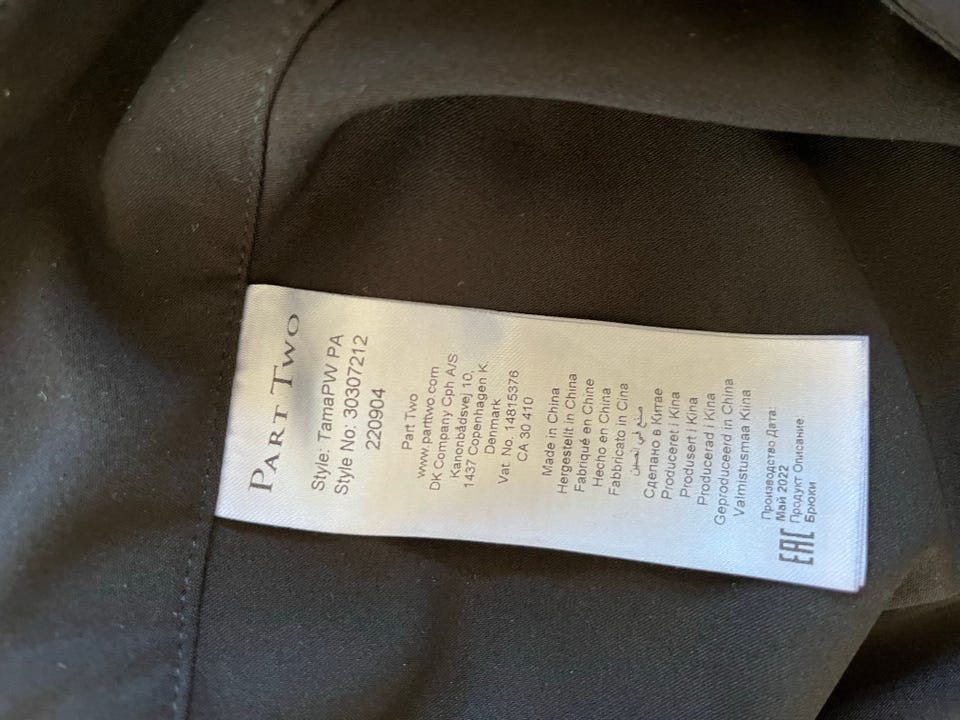 PART TWO
Style: TamaPW PA
Style No: 30307212
220904
Part Two
www.parttwo.com
DK Company Cph A/S
Kanonbådsvej 10,
1437 Copenhagen K.
Denmark
Vat. No. 14815376
CA 30 410
Made in China
Hergestellt in China
Fabriqué en Chine
Hecho en China
Fabbricato in Cina
صنع في الصين
Сделано в Китае
Produceret i Kina
Produsert i Kina
Producerad i Kina
Geproduceerd in China
Valmistusmaa Kiina
Производство Дата:
Май 2022
Продукт Описание:
Брюки
EAC